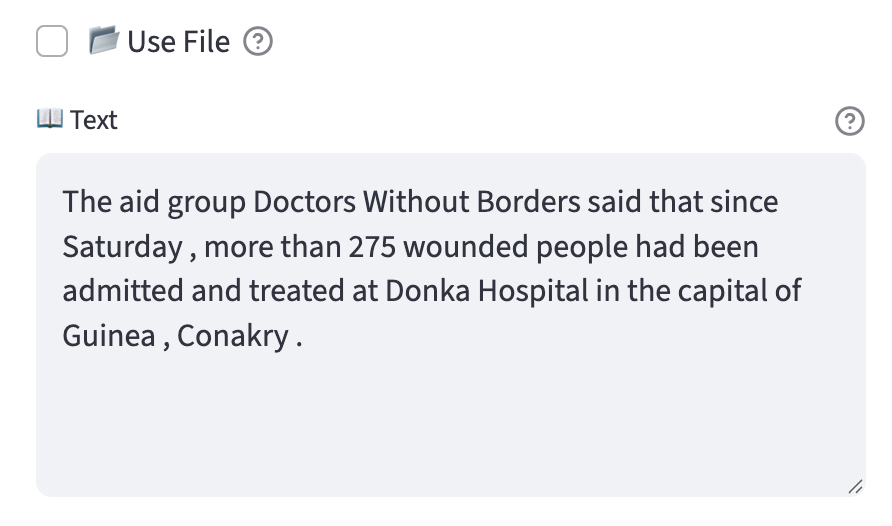 Use File
Text
The aid group Doctors Without Borders said that since
Saturday , more than 275 wounded people had been
admitted and treated at Donka Hospital in the capital of
Guinea , Conakry .